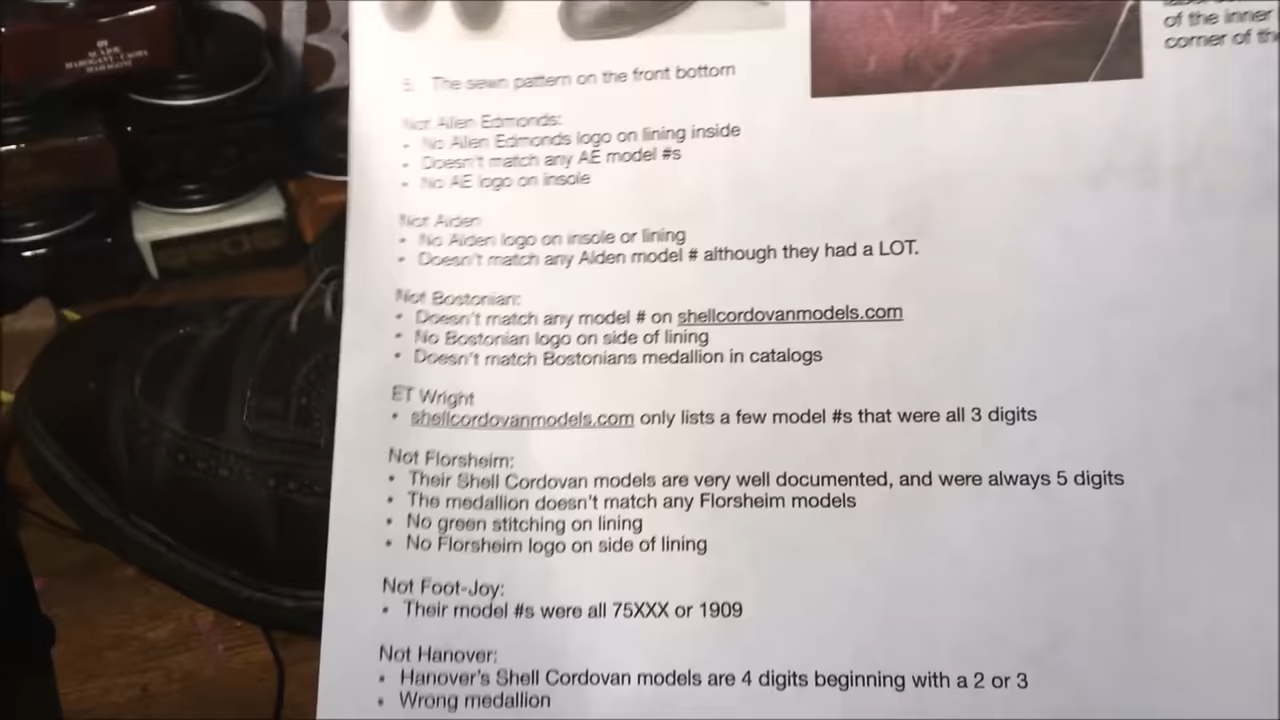 MAHOGANY - CAOBA
of the inner
corner of the
5. The sewn pattern on the front bottom
Not Allen Edmonds:
• No Allen Edmonds logo on lining inside
• Doesn't match any AE model #s
• No AE logo on insole
Not Alden
• No Alden logo on insole or lining
• Doesn't match any Alden model # although they had a LOT.
Not Bostonian:
• Doesn't match any model # on shellcordovanmodels.com
• No Bostonian logo on side of lining
• Doesn't match Bostonians medallion in catalogs
ET Wright
• shellcordovanmodels.com only lists a few model #s that were all 3 digits
Not Florsheim:
• Their Shell Cordovan models are very well documented, and were always 5 digits
• The medallion doesn't match any Florsheim models
• No green stitching on lining
• No Florsheim logo on side of lining
Not Foot-Joy:
• Their model #s were all 75XXX or 1909
Not Hanover:
• Hanover's Shell Cordovan models are 4 digits beginning with a 2 or 3
• Wrong medallion